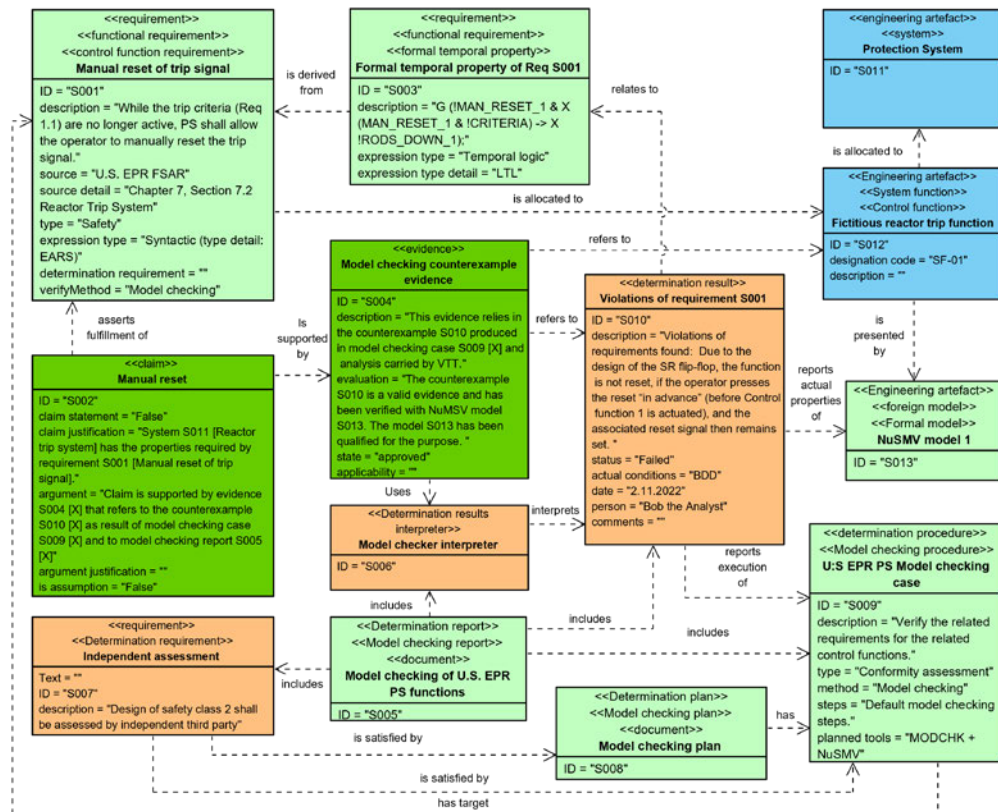 <<requirement>>
<<functional requirement>>
<<control function requirement>>
Manual reset of trip signal
ID = "S001"
description = "While the trip criteria (Req
1.1) are no longer active, PS shall allow
the operator to manually reset the trip
signal."
source = "U.S. EPR FSAR"
source detail = "Chapter 7, Section 7.2
Reactor Trip System"
type = "Safety"
expression type = "Syntactic (type detail:
EARS)"
determination requirement = ""
verifyMethod = "Model checking"
is derived
from
<<requirement>>
<<functional requirement>>
<<formal temporal property>>
Formal temporal property of Req S001
ID = "S003"
description = "G (!MAN_RESET_1 & X
(MAN_RESET_1 & !CRITERIA) -> X
!RODS_DOWN_1);"
expression type = "Temporal logic"
expression type detail = "LTL"
relates to
<<engineering artefact>>
<<system>>
Protection System
ID = "S011"
is allocated to
is allocated to
<<Engineering artefact>>
<<System function>>
<<Control function>>
Fictitious reactor trip function
ID = "S012"
designation code = "SF-01"
description = ""
refers to
<<evidence>>
Model checking counterexample
evidence
ID = "S004"
description = "This evidence relies in
the counterexample S010 produced
in model checking case S009 [X] and
analysis carried by VTT."
evaluation = "The counterexample
S010 is a valid evidence and has
been verified with NuMSV model
S013. The model S013 has been
qualified for the purpose. "
state = "approved"
applicability = ""
refers to
<<determination result>>
Violations of requirement S001
ID = "S010"
description = "Violations of
requirements found: Due to the
design of the SR flip-flop, the function
is not reset, if the operator presses
the reset "in advance" (before Control
function 1 is actuated), and the
associated reset signal then remains
set. "
status = "Failed"
actual conditions = "BDD"
date = "2.11.2022"
person = "Bob the Analyst"
comments = ""
is
presented
by
reports
actual
properties
of
<<Engineering artefact>>
<<foreign model>>
<<Formal model>>
NuSMV model 1
ID = "S013"
asserts
fulfillment of
Is
supported
by
<<claim>>
Manual reset
ID = "S002"
claim statement = "False"
claim justification = "System S011 [Reactor
trip system] has the properties required by
requirement S001 [Manual reset of trip
signal]."
argument = "Claim is supported by evidence
S004 [X] that refers to the counterexample
S010 [X] as result of model checking case
S009 [X] and to model checking report S005
[X]"
argument justification = ""
is assumption = "False"
Uses
<<Determination results
interpreter>>
Model checker interpreter
ID = "S006"
interprets
reports
execution
of
<<determination procedure>>
<<Model checking procedure>>
U:S EPR PS Model checking
case
ID = "S009"
description = "Verify the related
requirements for the related
control functions."
type = "Conformity assessment"
method = "Model checking"
steps = "Default model checking
steps."
planned tools = "MODCHK +
NuSMV"
includes
includes
includes
<<requirement>>
<<Determination requirement>>
Independent assessment
Text = ""
ID = "S007"
description = "Design of safety class 2 shall
be assessed by independent third party"
includes
<<Determination report>>
<<Model checking report>>
<<document>>
Model checking of U.S. EPR
PS functions
ID = "S005"
<<Determination plan>>
<<Model checking plan>>
<<document>>
Model checking plan
ID = "S008"
has
is satisfied by
is satisfied by
has target